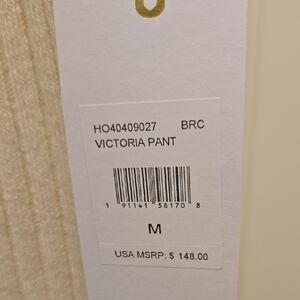 HO40409027 BRC
VICTORIA PANT
1 91141 58170 8
M
USA MSRP: $ 148.00